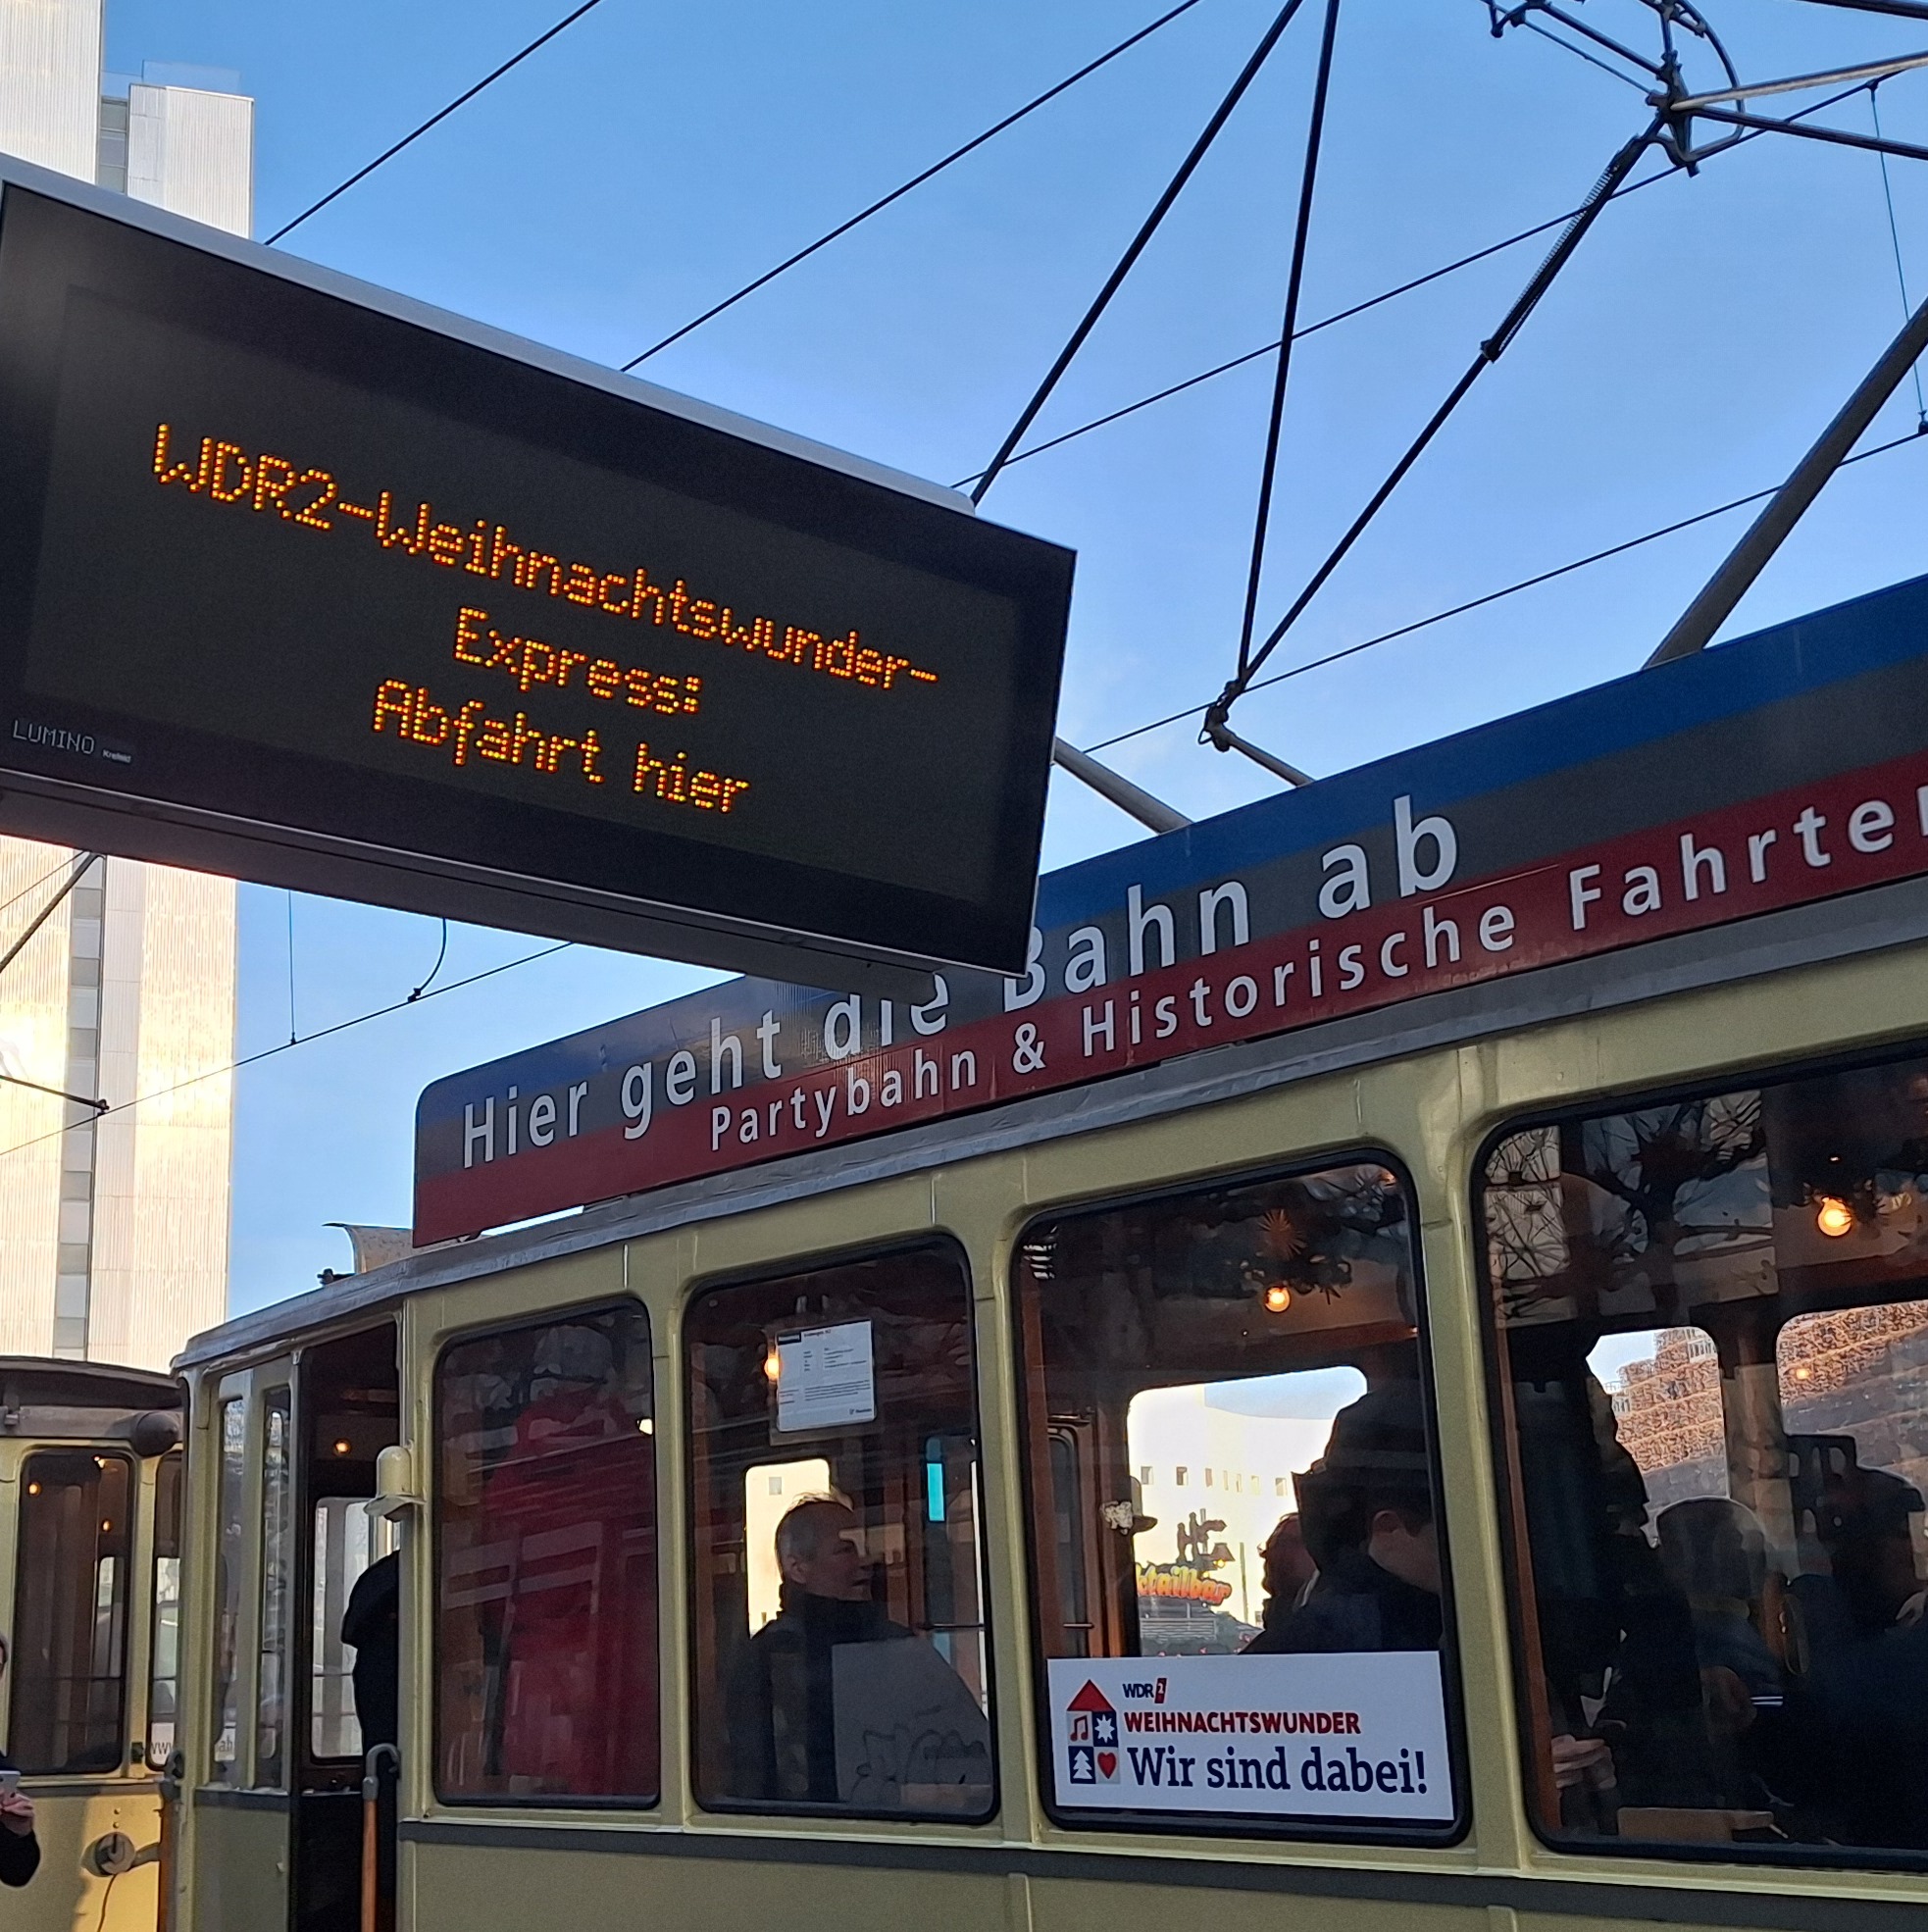 WDR2-Weihnachtswunder-
Express:
Abfahrt hier
LUMINO Krefeld
Hier geht die Bahn ab
Partybahn & Historische Fahrten
WDR 2
WEIHNACHTSWUNDER
Wir sind dabei!